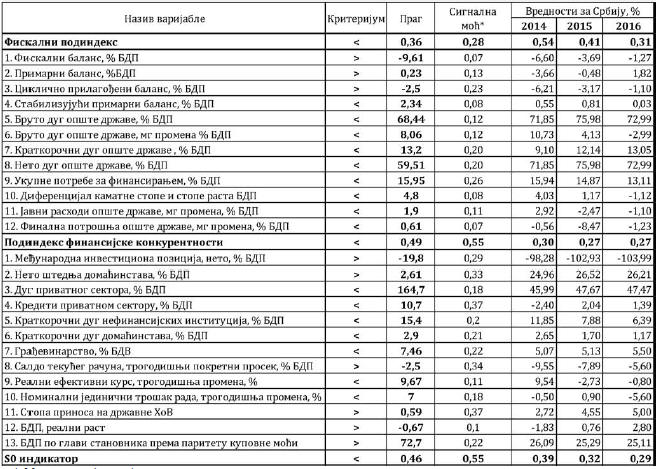 Назив варијабле Критеријум Праг Сигнална моћ* Вредности за Србију, %
2014 2015 2016
Фискални подиндекс < 0,36 0,28 0,54 0,41 0,31
1. Фискални баланс, % БДП > -9,61 0,07 -6,60 -3,69 -1,27
2. Примарни баланс, %БДП > 0,23 0,13 -3,66 -0,48 1,82
3. Циклично прилагођени баланс, % БДП > -2,5 0,23 -6,21 -3,17 -1,10
4. Стабилизујући примарни баланс, % БДП < 2,34 0,08 0,55 0,81 0,03
5. Бруто дуг опште државе, % БДП < 68,44 0,12 71,85 75,98 72,99
6. Бруто дуг опште државе, мг промена % БДП < 8,06 0,12 10,73 4,13 -2,99
7. Краткорочни дуг опште државе , % БДП < 13,2 0,20 9,10 12,14 13,05
8. Нето дуг опште државе, % БДП < 59,51 0,20 71,85 75,98 72,99
9. Укупне потребе за финансирањем, % БДП < 15,95 0,26 15,94 14,87 13,11
10. Диференцијал каматне стопе и стопе раста БДП < 4,8 0,08 4,03 1,17 -1,12
11. Јавни расходи опште државе, мг промена, % БДП < 1,9 0,11 2,92 -2,47 -1,10
12. Финална потрошња опште државе, мг промена, % БДП < 0,61 0,07 -0,56 -8,47 -1,23
Подиндекс финансијске конкурентности < 0,49 0,55 0,30 0,27 0,27
1. Међународна инвестициона позиција, нето, % БДП > -19,8 0,29 -98,28 -102,93 -103,99
2. Нето штедња домаћинстава, % БДП > 2,61 0,33 24,96 26,52 26,21
3. Дуг приватног сектора, % БДП < 164,7 0,18 45,99 47,67 47,47
4. Кредити приватном сектору, % БДП < 10,7 0,37 -2,40 2,04 1,39
5. Краткорочни дуг нефинансијских институција, % БДП < 15,4 0,2 11,85 7,88 6,39
6. Краткорочни дуг домаћинстава, % БДП < 2,9 0,21 2,65 1,70 1,17
7. Грађевинарство, % БДВ < 7,46 0,22 5,07 5,13 5,50
8. Салдо текућег рачуна, трогодишњи покретни просек, % БДП > -2,5 0,34 -9,55 -7,89 -5,60
9. Реални ефективни курс, трогодишња промена, % < 9,67 0,11 9,54 -2,73 -0,80
10. Номинални јединични трошак рада, трогодишња промена, % < 7 0,18 -0,50 0,90 -5,60
11. Стопа приноса на државне ХоВ > 0,59 0,37 2,72 4,55 5,00
12. БДП, реални раст > -0,67 0,1 -1,83 0,76 2,80
13. БДП по глави становника према паритету куповне моћи > 72,7 0,22 26,09 25,29 25,11
S0 индикатор < 0,46 0,55 0,39 0,32 0,29